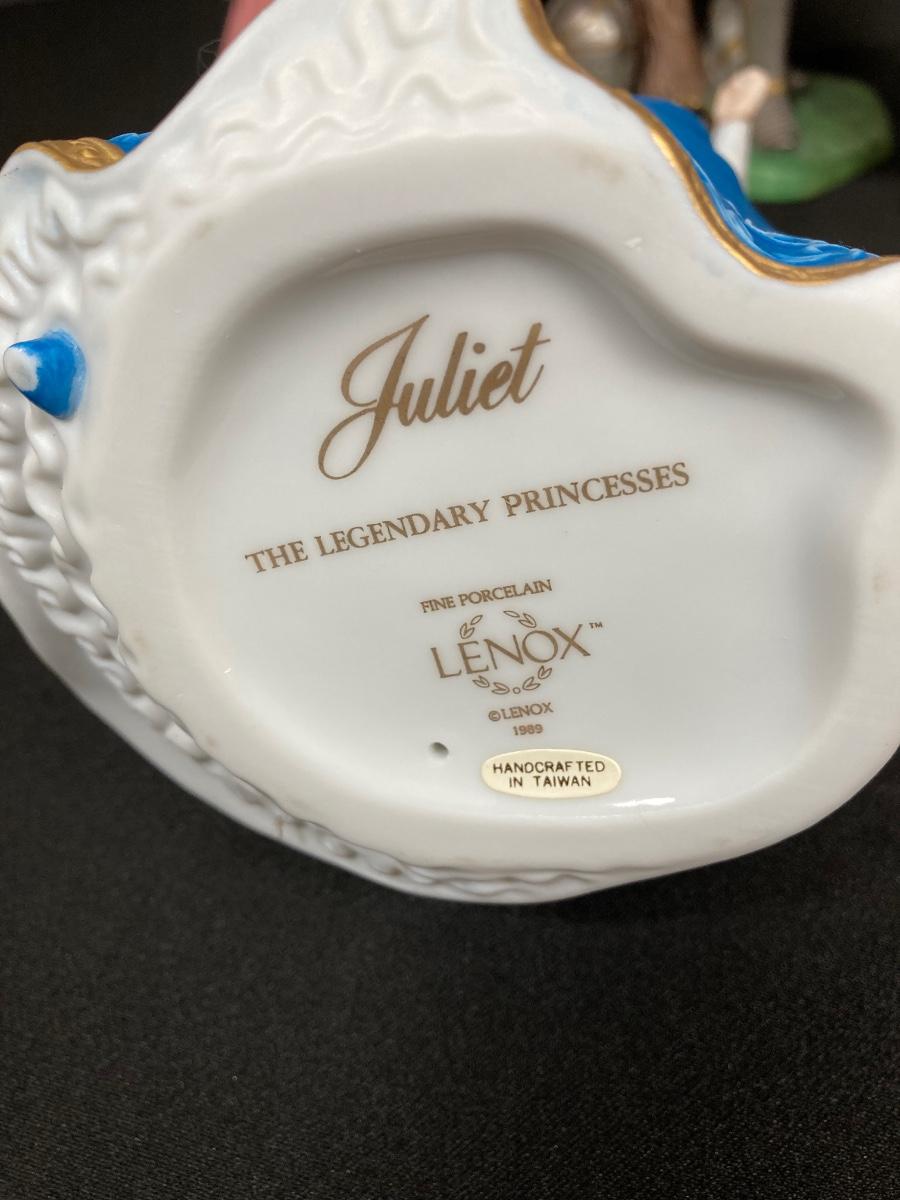 Juliet
THE LEGENDARY PRINCESSES
FINE PORCELAIN
LENOX™
©LENOX
1989
HANDCRAFTED
IN TAIWAN